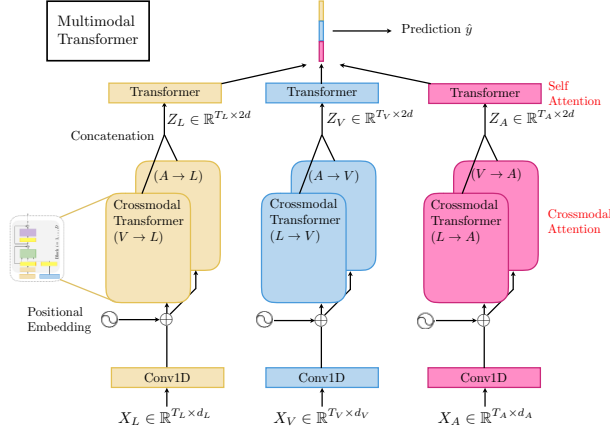 Multimodal
Transformer
Prediction ŷ
Transformer
Transformer
Transformer
Self
Attention
Z_L ∈ ℝ^{T_L×2d}
Z_V ∈ ℝ^{T_V×2d}
Z_A ∈ ℝ^{T_A×2d}
Concatenation
(A → L)
(A → V)
(V → A)
Crossmodal
Transformer
(V → L)
Crossmodal
Transformer
(L → V)
Crossmodal
Transformer
(L → A)
Crossmodal
Attention
Positional
Embedding
Conv1D
Conv1D
Conv1D
X_L ∈ ℝ^{T_L×d_L}
X_V ∈ ℝ^{T_V×d_V}
X_A ∈ ℝ^{T_A×d_A}